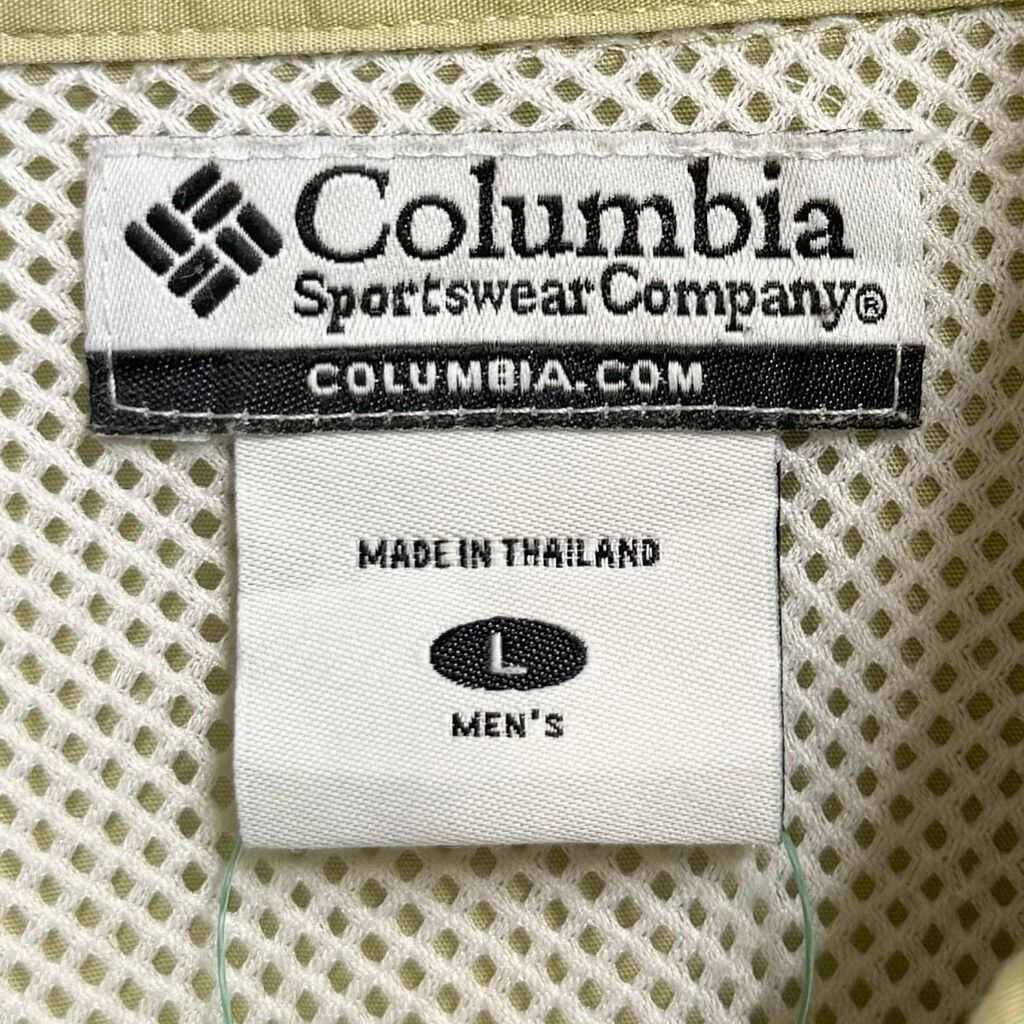 Columbia
Sportswear Company®
COLUMBIA.COM
MADE IN THAILAND
L
MEN'S